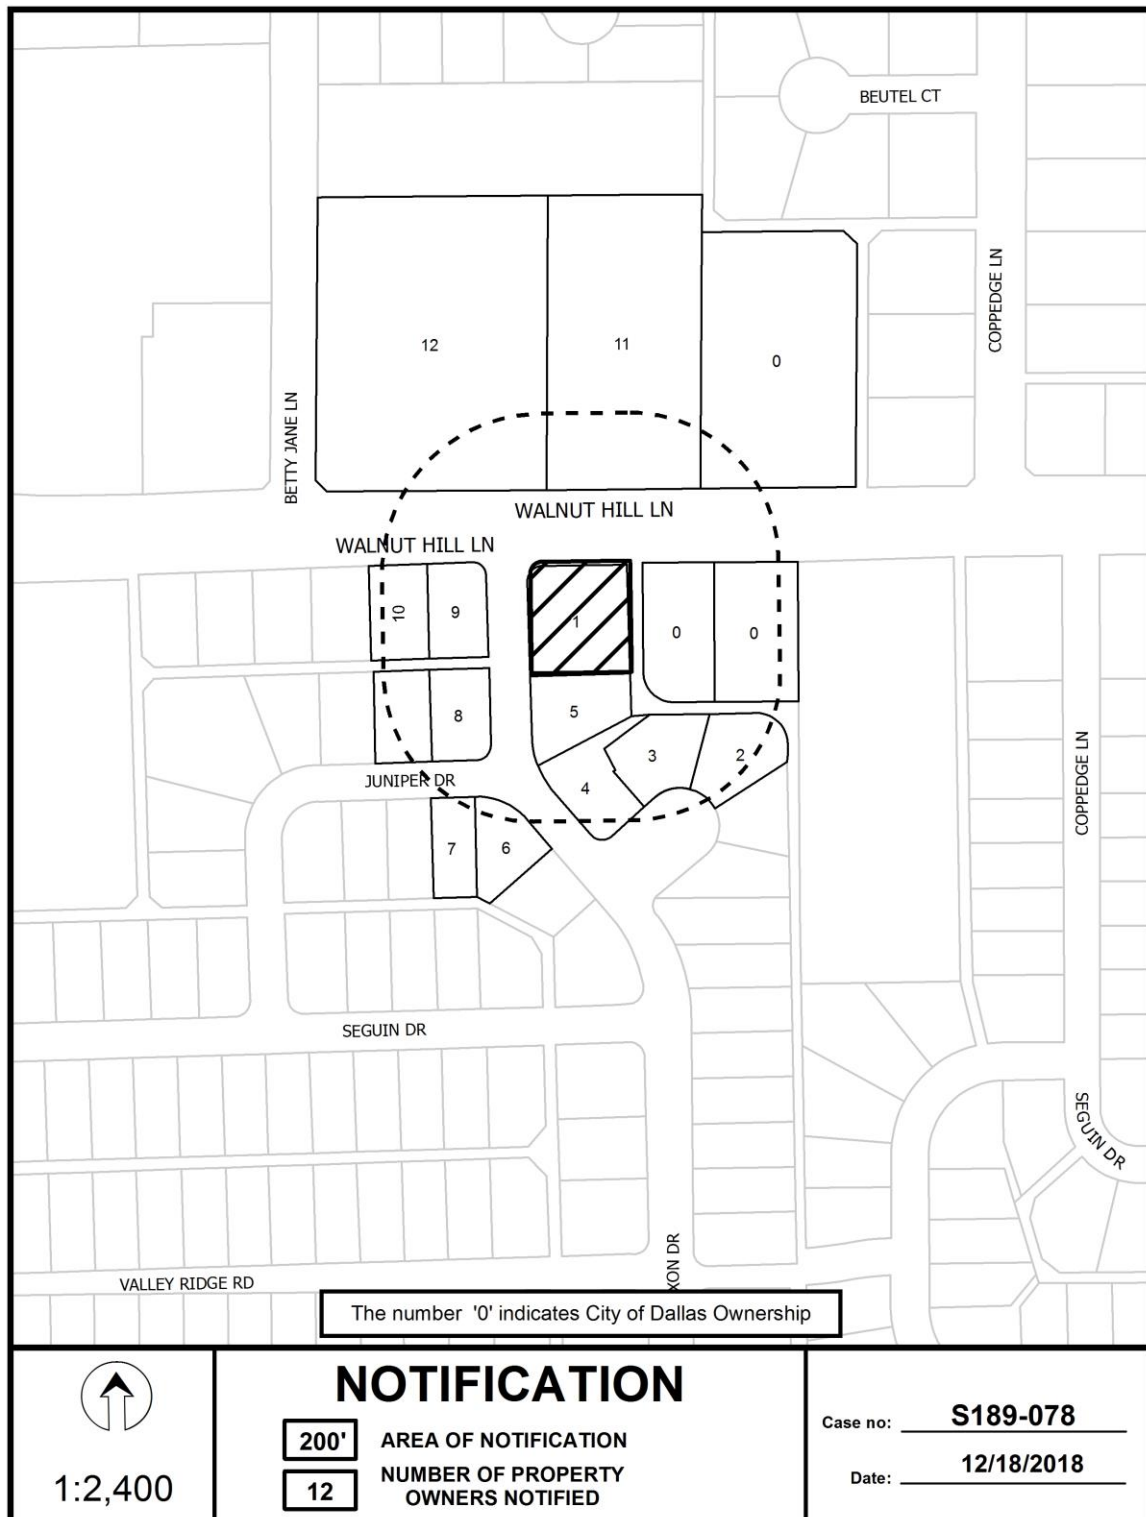 BEUTEL CT
COPPEDGE LN
12
11
0
BETTY JANE LN
WALNUT HILL LN
WALNUT HILL LN
10
9
1
0
0
8
5
3
2
JUNIPER DR
4
COPPEDGE LN
7
6
SEGUIN DR
SEGUIN DR
VALLEY RIDGE RD
XON DR
The number '0' indicates City of Dallas Ownership
1:2,400
NOTIFICATION
200' AREA OF NOTIFICATION
12 NUMBER OF PROPERTY
OWNERS NOTIFIED
Case no: S189-078
Date: 12/18/2018